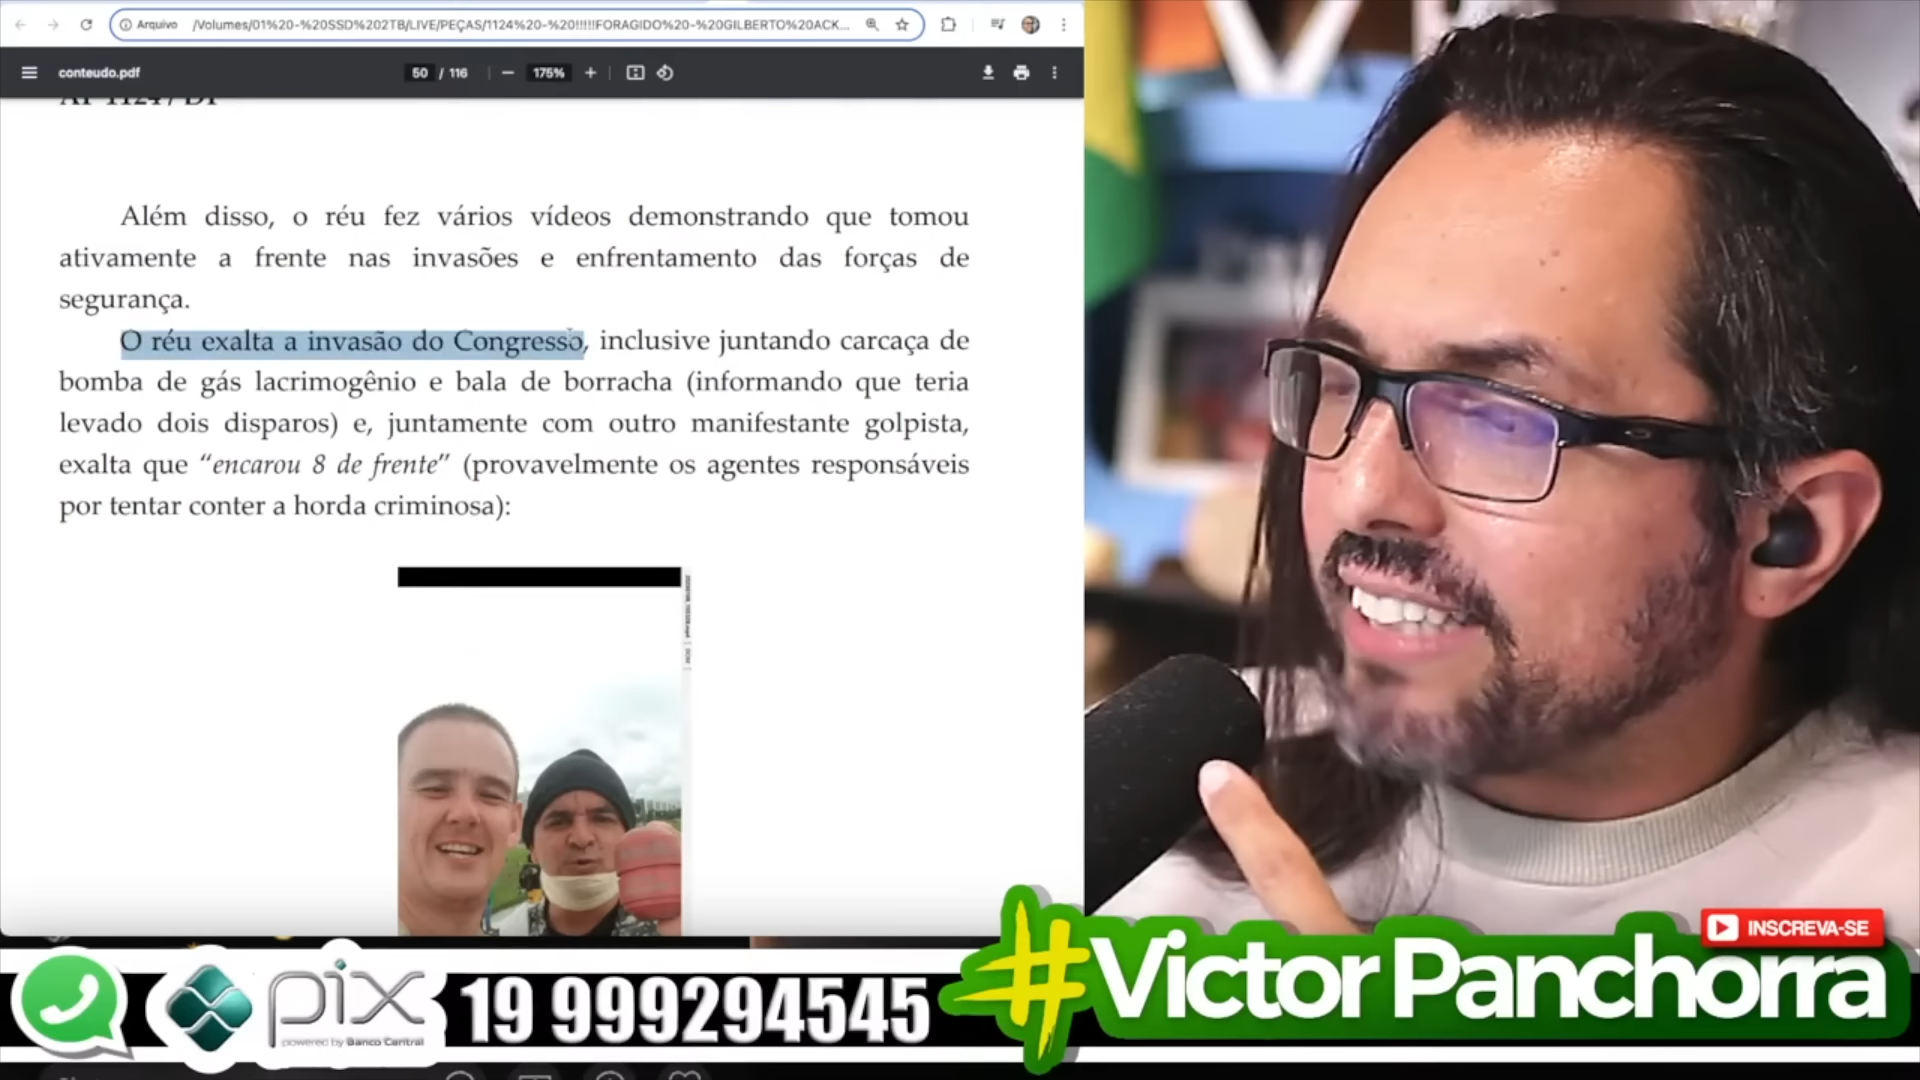 Arquivo /Volumes/01%20-%20SSD%202TB/LIVE/PEÇAS/1124%20-%20!!!!!FORAGIDO%20-%20GILBERTO%20ACK...
conteudo.pdf 50 / 116 175%
AP 1124 / DF
Além disso, o réu fez vários vídeos demonstrando que tomou
ativamente a frente nas invasões e enfrentamento das forças de
segurança.
O réu exalta a invasão do Congresso, inclusive juntando carcaça de
bomba de gás lacrimogênio e bala de borracha (informando que teria
levado dois disparos) e, juntamente com outro manifestante golpista,
exalta que “encarou 8 de frente” (provavelmente os agentes responsáveis
por tentar conter a horda criminosa):
INSCREVA-SE
pix
powered by Banco Central
19 999294545
#Victor Panchorra